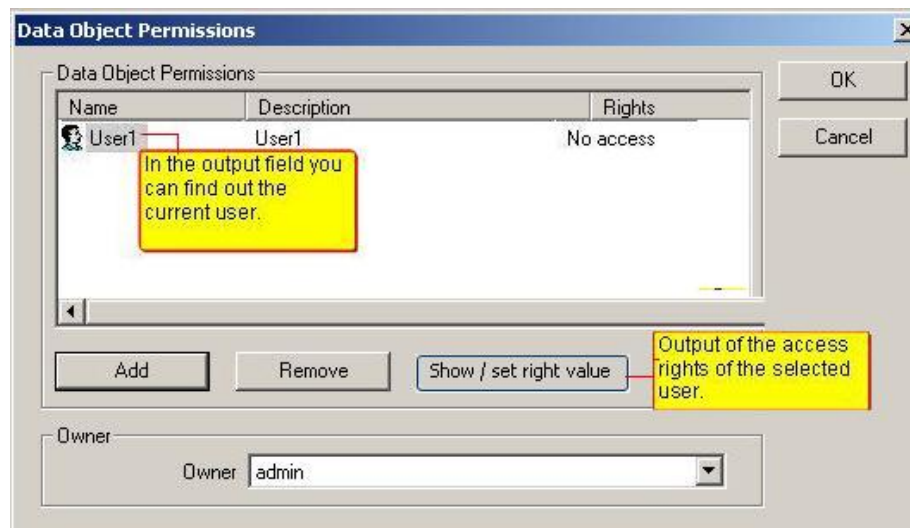 Data Object Permissions
Data Object Permissions
OK
Name Description Rights
User1 User1 No access
Cancel
In the output field you
can find out the
current user.
Add Remove Show / set right value
Output of the access
rights of the selected
user.
Owner
Owner admin